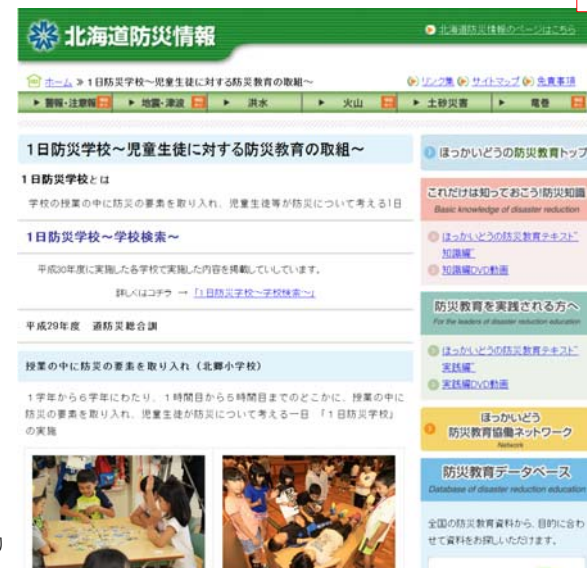 北海道防災情報
北海道防災情報のページはこちら
ホーム ≫ 1日防災学校～児童生徒に対する防災教育の取組～
リンク集 サイトマップ 免責事項
警報・注意報 地震・津波 洪水 火山 土砂災害 竜巻
1日防災学校～児童生徒に対する防災教育の取組～
1日防災学校とは
学校の授業の中に防災の要素を取り入れ、児童生徒等が防災について考える1日
1日防災学校～学校検索～
平成30年度に実施した各学校で実施した内容を掲載していしています。
詳しくはコチラ → 「1日防災学校～学校検索～」
平成29年度 道防災総合訓
授業の中に防災の要素を取り入れ（北郷小学校）
1学年から6学年にわたり、1時間目から5時間目までのどこかに、授業の中に
防災の要素を取り入れ、児童生徒が防災について考える一日 「1日防災学校」
の実施
ほっかいどうの防災教育トップ
これだけは知っておこう!防災知識
Basic knowledge of disaster reduction
ほっかいどうの防災教育テキスト"
知識編"
知識編DVD動画
防災教育を実践される方へ
For the leaders of disaster reduction education
ほっかいどうの防災教育テキスト"
実践編"
実践編DVD動画
ほっかいどう
防災教育協働ネットワーク
Network
防災教育データベース
Database of disaster reduction education
全国の防災教育資料から、目的に合わ
せて資料をお探しいただけます。
り